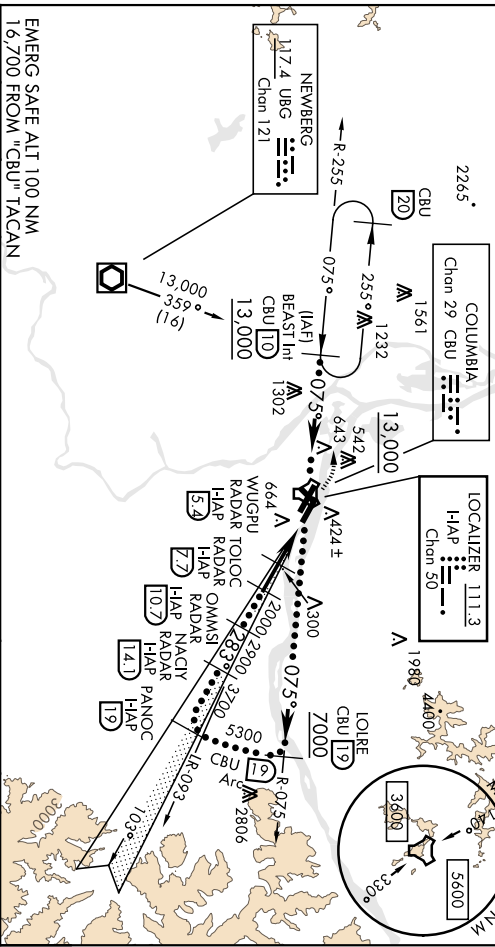 EMERG SAFE ALT 100 NM
16,700 FROM "CBU" TACAN
NEWBERG
117.4 UBG
Chan 121
COLUMBIA
Chan 29 CBU
LOCALIZER 111.3
I-IAP
Chan 50
2265
CBU
20
R-255
075°
255°
1561
1232
13,000
359°
(16)
(IAF)
BEAST Int
CBU 10
13,000
1302
075°
13,000
542
643
424±
664
300
WUGPU
RADAR
I-IAP
5.4
TOLOC
RADAR
I-IAP
7.7
OMMSI
RADAR
I-IAP
10.7
NACIY
RADAR
I-IAP
14.1
PANOC
I-IAP
19
2000
2900
283°
3700
5300
CBU 19
Arc
R-093
103°
075°
LOLRE
CBU 19
7000
R-075
2806
3000
1980
4400
3600
5600
330°
NM